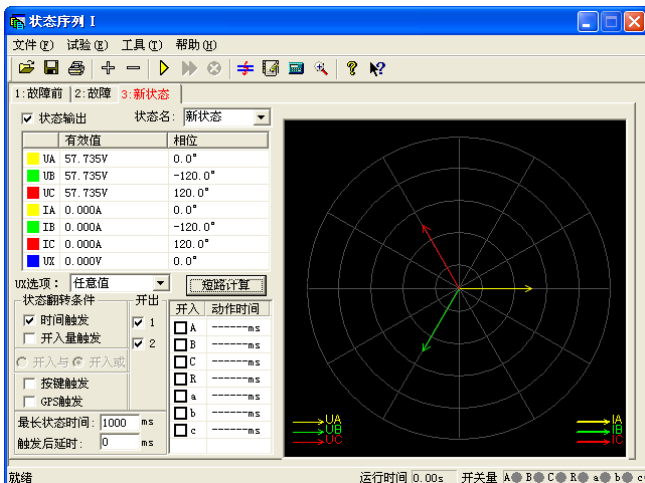 状态序列 I
文件(F) 试验(E) 工具(T) 帮助(H)
1:故障前 2:故障 3:新状态
状态输出 状态名: 新状态
有效值 相位
UA 57.735V 0.0°
UB 57.735V -120.0°
UC 57.735V 120.0°
IA 0.000A 0.0°
IB 0.000A -120.0°
IC 0.000A 120.0°
UX 0.000V 0.0°
UX选项: 任意值 短路计算
状态翻转条件 开出 开入 动作时间
时间触发 1 A ------ms
开入量触发 2 B ------ms
开入与 开入或 C ------ms
按键触发 R ------ms
GPS触发 a ------ms
最长状态时间: 1000 ms b ------ms
触发后延时: 0 ms c ------ms
UA IA
UB IB
UC IC
就绪 运行时间 0.00s 开关量 A B C R a b c